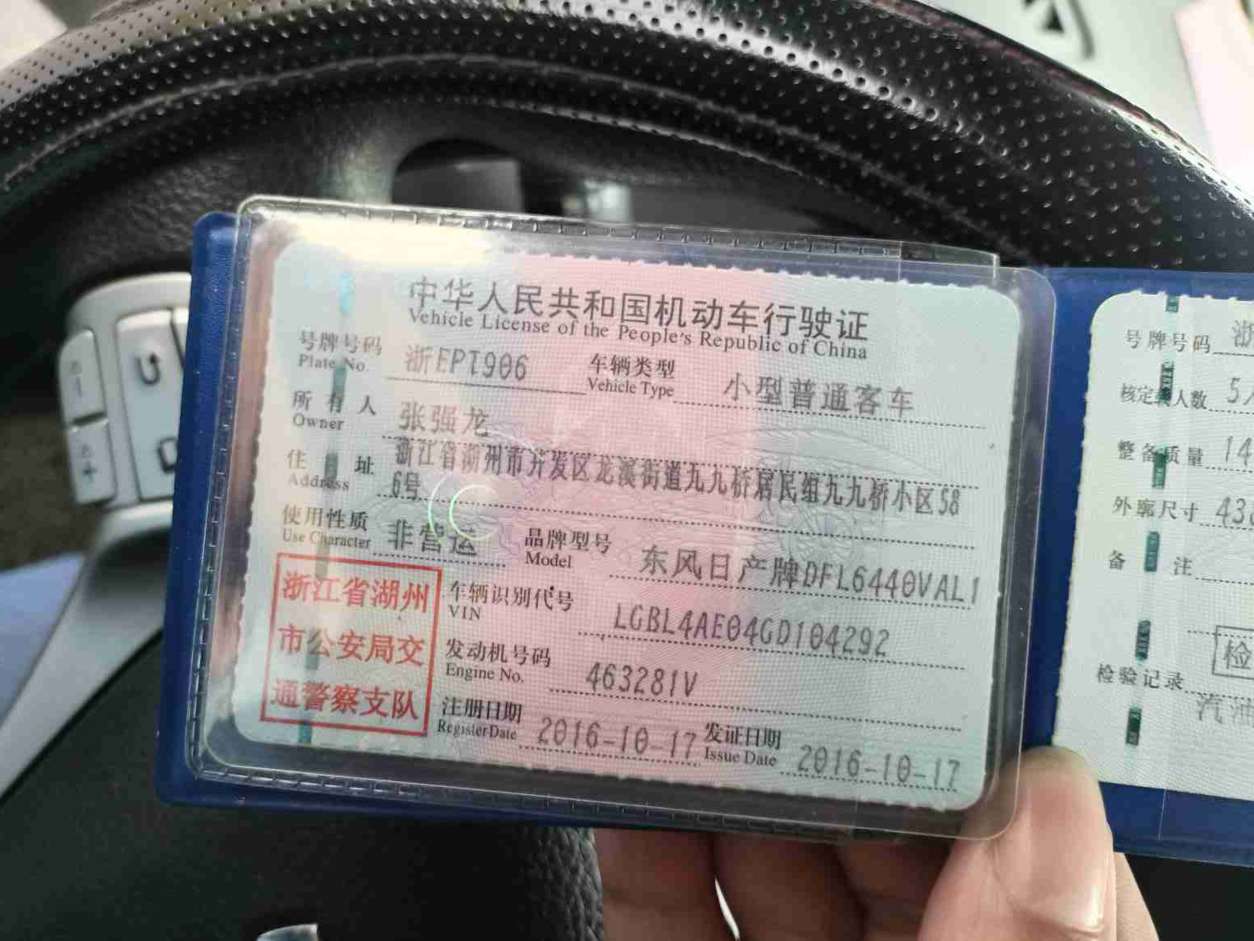 中华人民共和国机动车行驶证
Vehicle License of the People's Republic of China
号牌号码 浙EPT906 车辆类型 小型普通客车
Plate No. Vehicle Type
所有人 张强龙
Owner
住址 浙江省湖州市开发区龙溪街道九九桥居民组九九桥小区58
Address 6号
使用性质 非营运 品牌型号 东风日产牌DFL6440VAL1
Use Character Model
浙江省湖州
市公安局交
通警察支队
车辆识别代号 LGBL4AE04GD104292
VIN
发动机号码 463281V
Engine No.
注册日期 2016-10-17 发证日期 2016-10-17
Register Date Issue Date
号牌号码 浙
核定载人数 5
整备质量 14
外廓尺寸 43
备注
检
检验记录
汽油